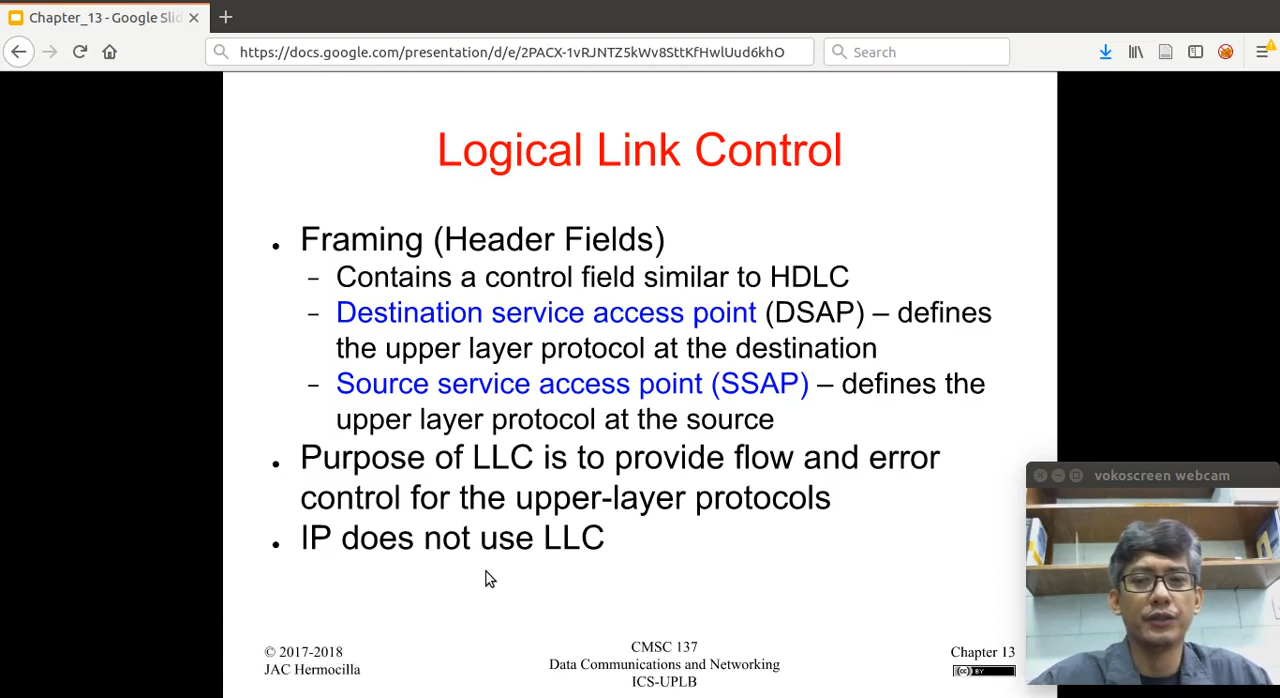 Chapter_13 - Google Slid
https://docs.google.com/presentation/d/e/2PACX-1vRJNTZ5kWv8SttKfHwlUud6khO
Search
Logical Link Control
• Framing (Header Fields)
– Contains a control field similar to HDLC
– Destination service access point (DSAP) – defines
the upper layer protocol at the destination
– Source service access point (SSAP) – defines the
upper layer protocol at the source
• Purpose of LLC is to provide flow and error
control for the upper-layer protocols
• IP does not use LLC
vokoscreen webcam
© 2017-2018
JAC Hermocilla
CMSC 137
Data Communications and Networking
ICS-UPLB
Chapter 13
(cc) BY